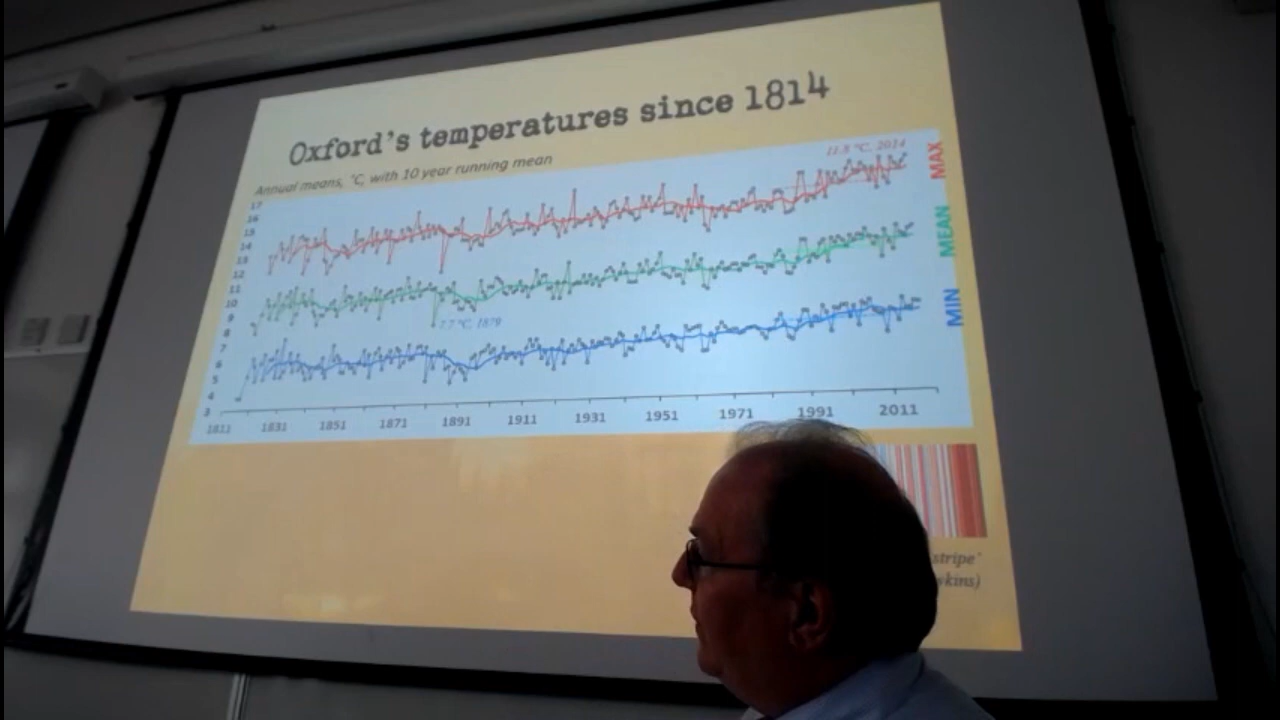 Oxford's temperatures since 1814
Annual means, °C, with 10 year running mean
11.8 °C, 2014
17
16
15
14
13
12
11
10
9
8
7
6
5
4
3
MAX
MEAN
MIN
7.7 °C, 1879
1811 1831 1851 1871 1891 1911 1931 1951 1971 1991 2011
stripe'
wkins)